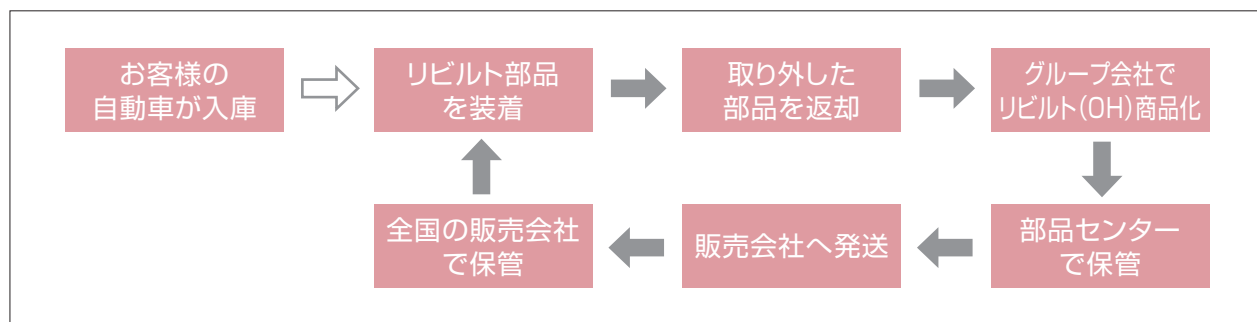 お客様の
自動車が入庫
リビルト部品
を装着
取り外した
部品を返却
グループ会社で
リビルト(OH)商品化
部品センター
で保管
販売会社へ発送
全国の販売会社
で保管